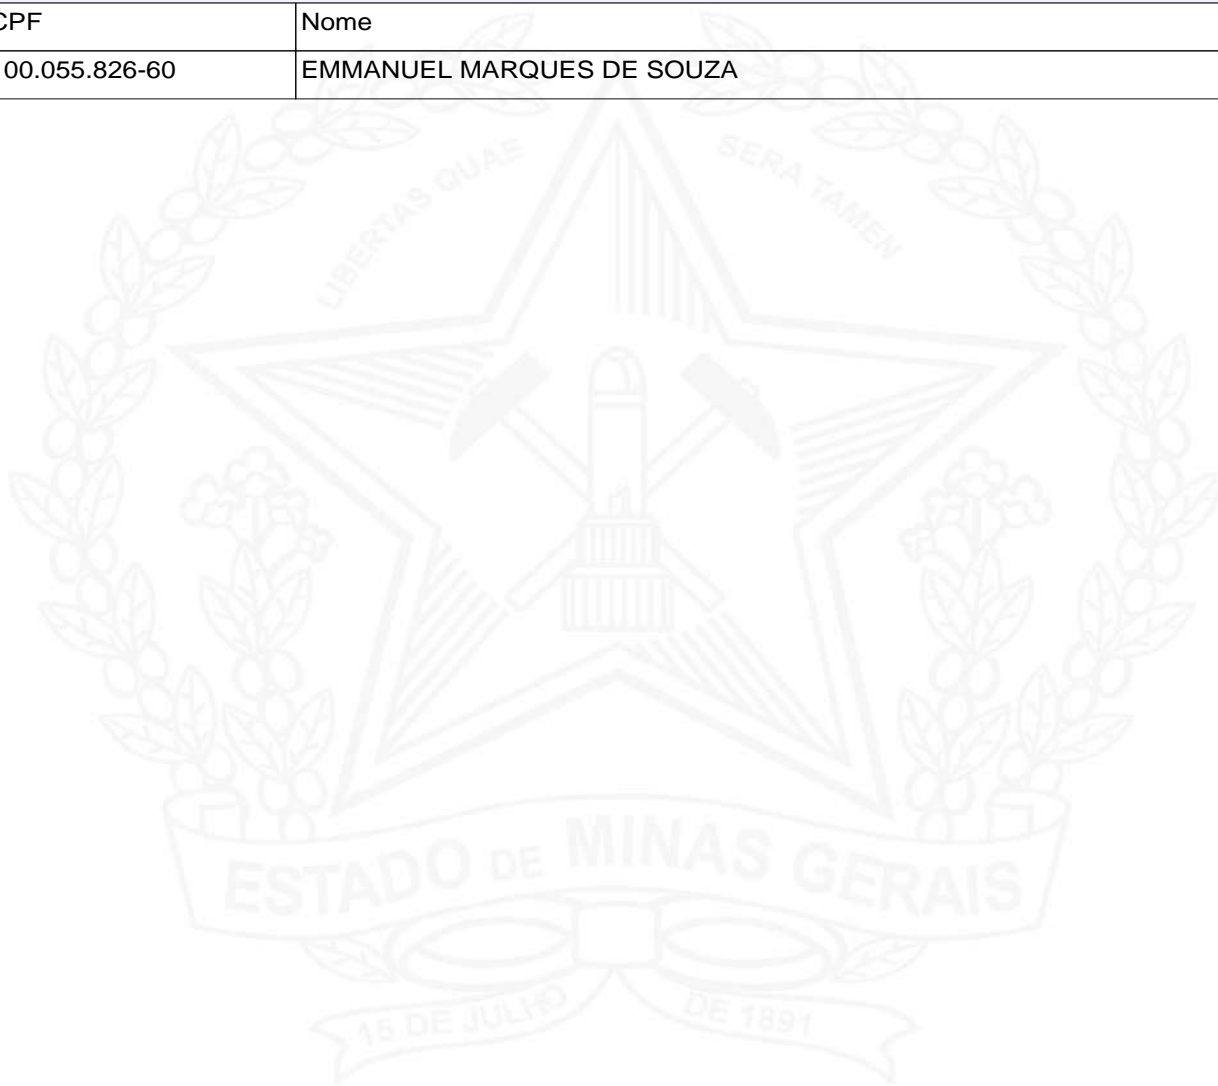 CPF Nome
00.055.826-60 EMMANUEL MARQUES DE SOUZA
LIBERTAS QUAE SERA TAMEN
ESTADO DE MINAS GERAIS
15 DE JULHO DE 1891